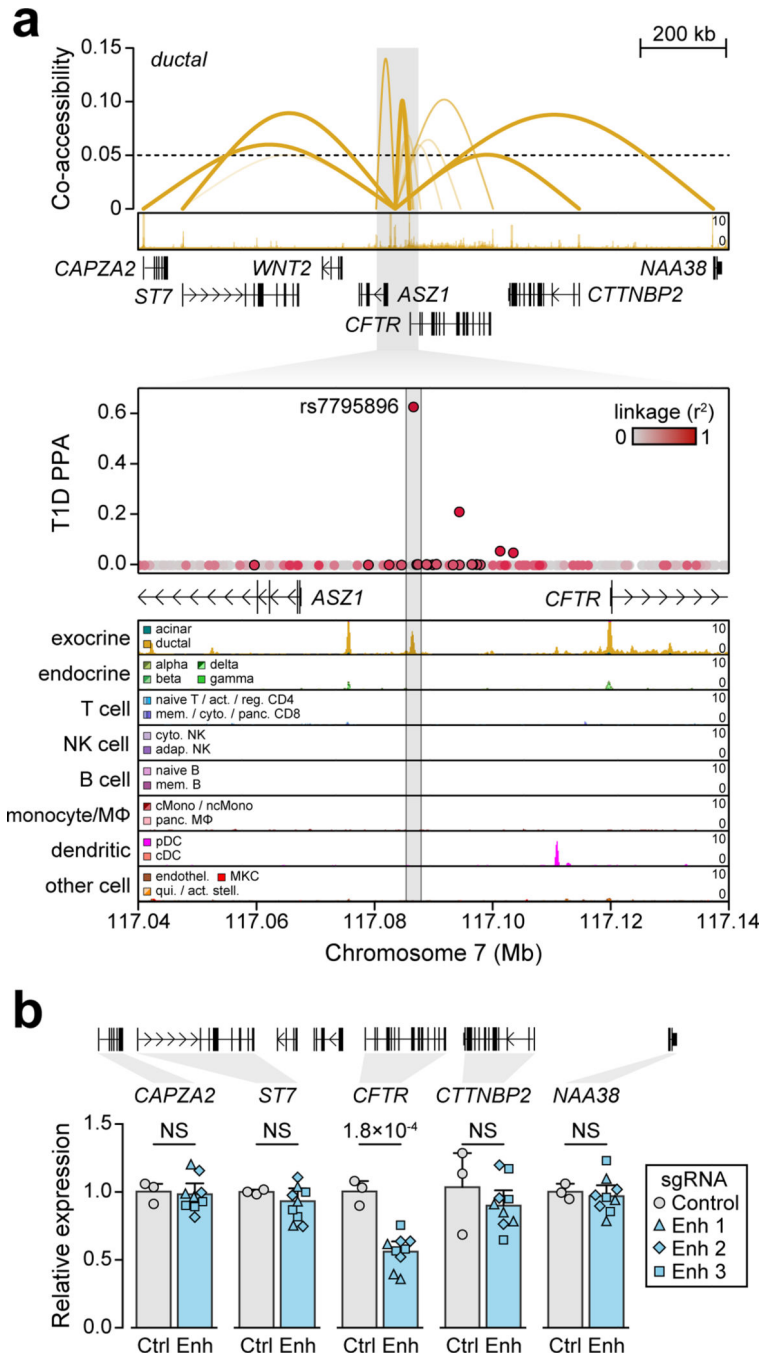 a
ductal
200 kb
Co-accessibility
0.15
0.10
0.05
0
10
0
CAPZA2
WNT2
NAA38
ST7
ASZ1
CTTNBP2
CFTR
rs7795896
linkage (r²)
0 1
T1D PPA
0.6
0.4
0.2
0.0
ASZ1
CFTR
exocrine
acinar
ductal
10
0
endocrine
alpha delta
beta gamma
10
0
T cell
naive T / act. / reg. CD4
mem. / cyto. / panc. CD8
10
0
NK cell
cyto. NK
adap. NK
10
0
B cell
naive B
mem. B
10
0
monocyte/MΦ
cMono / ncMono
panc. MΦ
10
0
dendritic
pDC
cDC
10
0
other cell
endothel. MKC
qui. / act. stell.
10
0
117.04 117.06 117.08 117.10 117.12 117.14
Chromosome 7 (Mb)
b
CAPZA2 ST7 CFTR CTTNBP2 NAA38
Relative expression
1.5
1.0
0.5
0.0
NS NS 1.8×10⁻⁴ NS NS
Ctrl Enh Ctrl Enh Ctrl Enh Ctrl Enh Ctrl Enh
sgRNA
Control
Enh 1
Enh 2
Enh 3